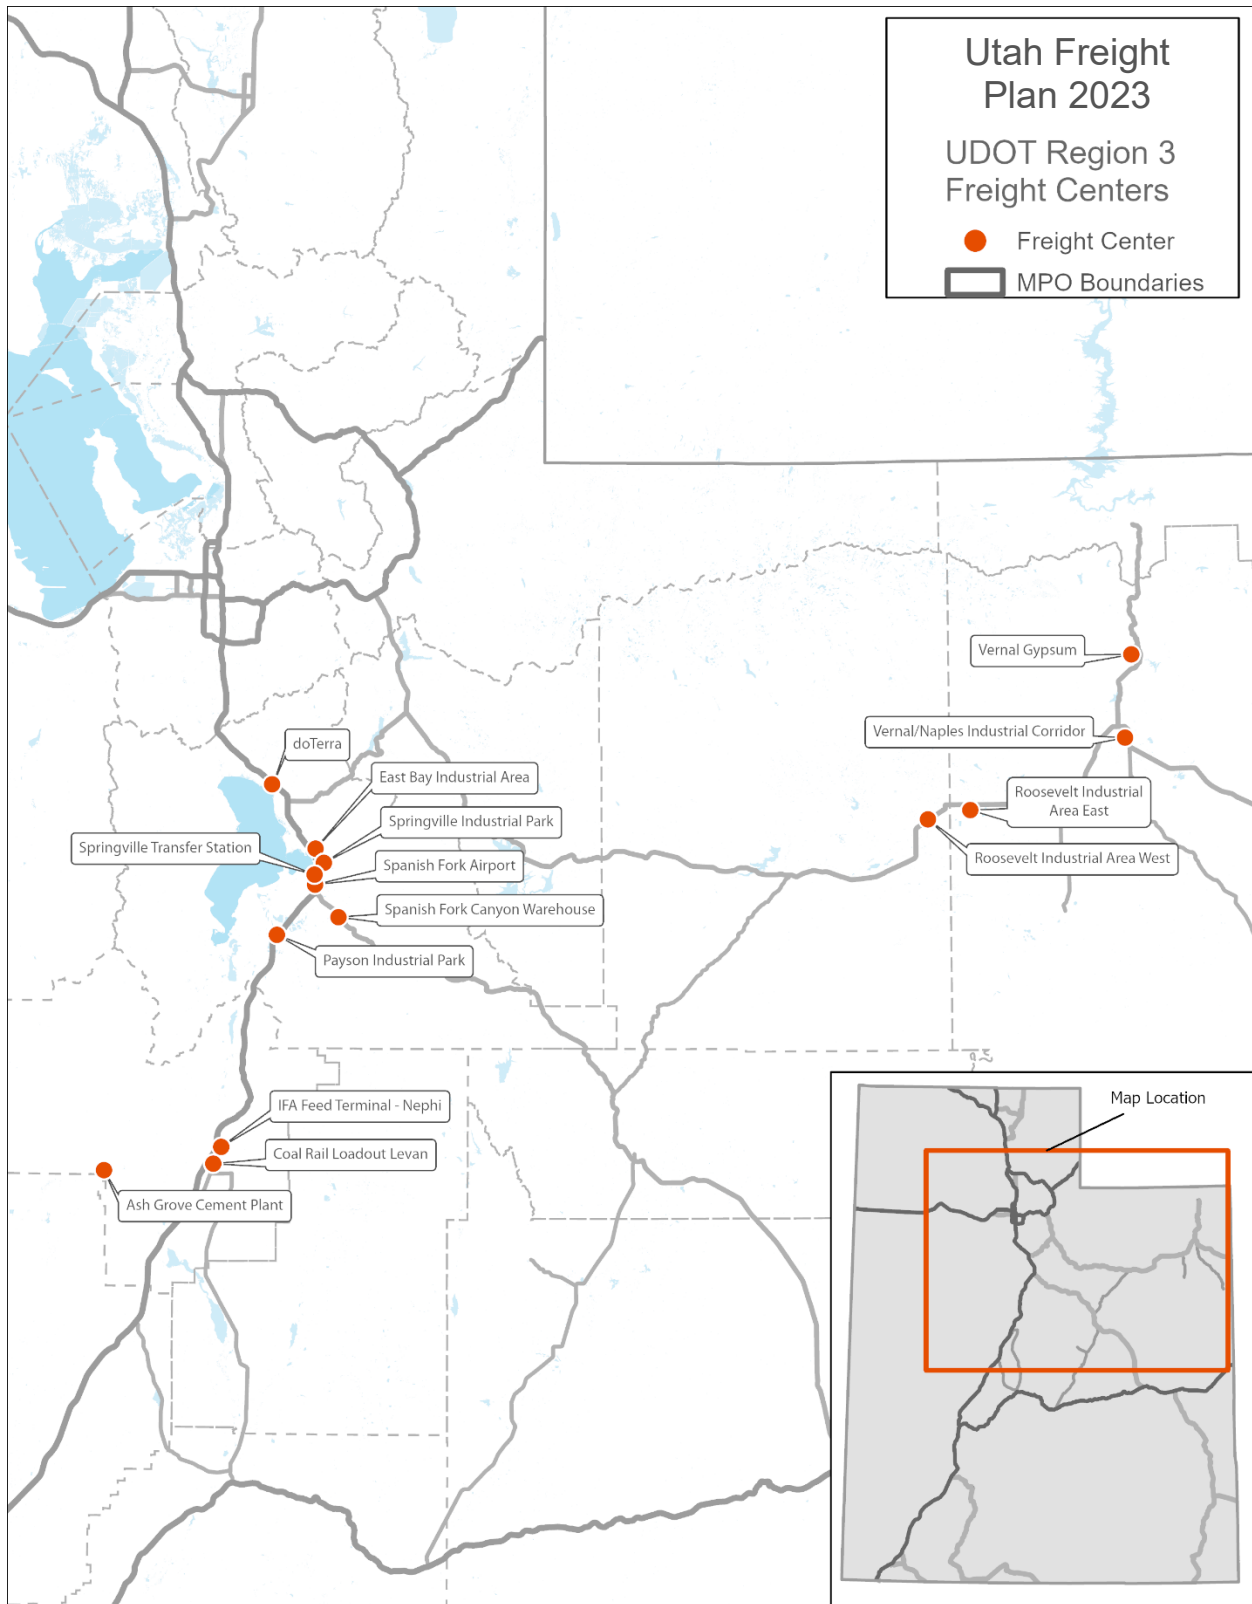 Utah Freight
Plan 2023
UDOT Region 3
Freight Centers
Freight Center
MPO Boundaries
Vernal Gypsum
Vernal/Naples Industrial Corridor
doTerra
East Bay Industrial Area
Roosevelt Industrial
Area East
Springville Industrial Park
Springville Transfer Station
Roosevelt Industrial Area West
Spanish Fork Airport
Spanish Fork Canyon Warehouse
Payson Industrial Park
IFA Feed Terminal - Nephi
Coal Rail Loadout Levan
Ash Grove Cement Plant
Map Location